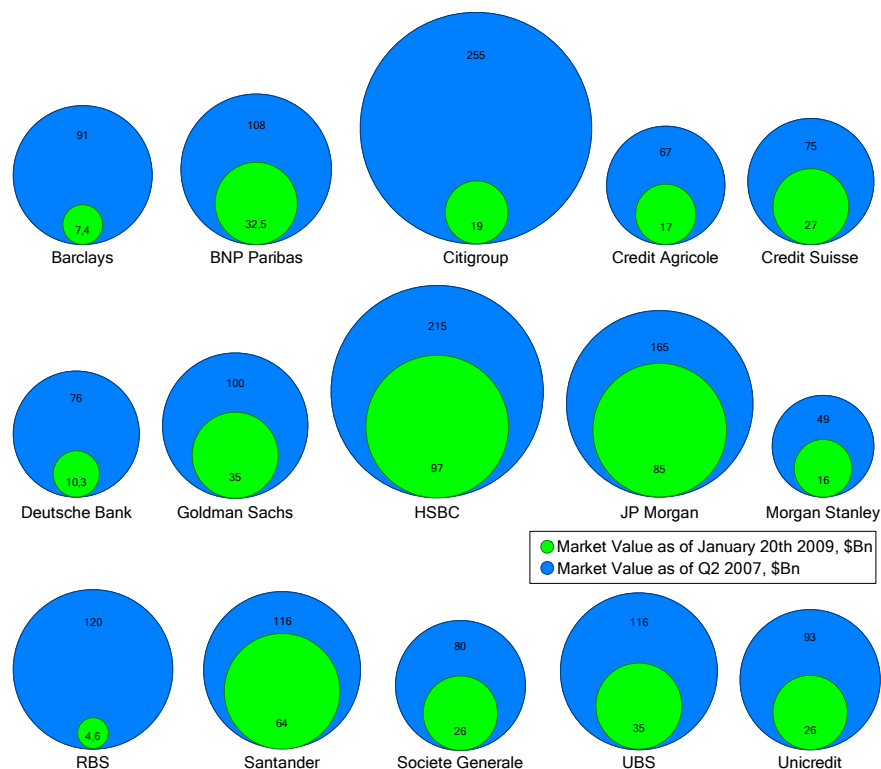 91
7,4
Barclays
108
32,5
BNP Paribas
255
19
Citigroup
67
17
Credit Agricole
75
27
Credit Suisse
76
10,3
Deutsche Bank
100
35
Goldman Sachs
215
97
HSBC
165
85
JP Morgan
49
16
Morgan Stanley
Market Value as of January 20th 2009, $Bn
Market Value as of Q2 2007, $Bn
120
4,6
RBS
116
64
Santander
80
26
Societe Generale
116
35
UBS
93
26
Unicredit